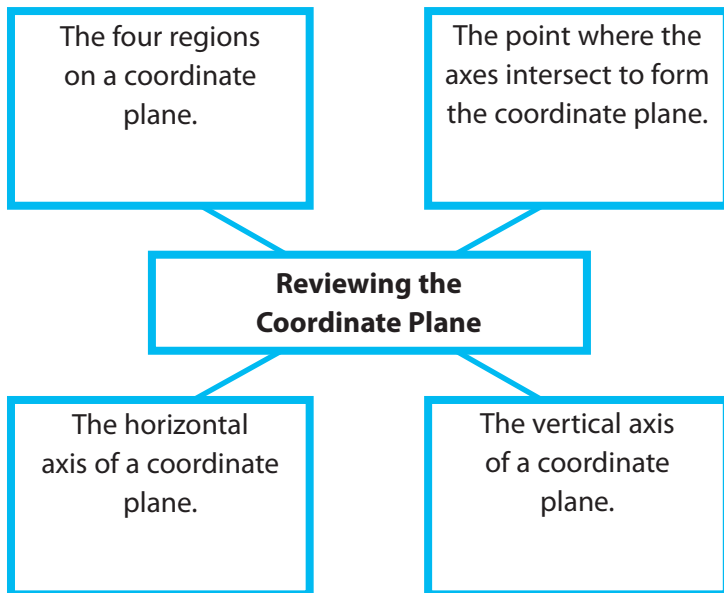 The four regions
on a coordinate
plane.
The point where the
axes intersect to form
the coordinate plane.
Reviewing the
Coordinate Plane
The horizontal
axis of a coordinate
plane.
The vertical axis
of a coordinate
plane.